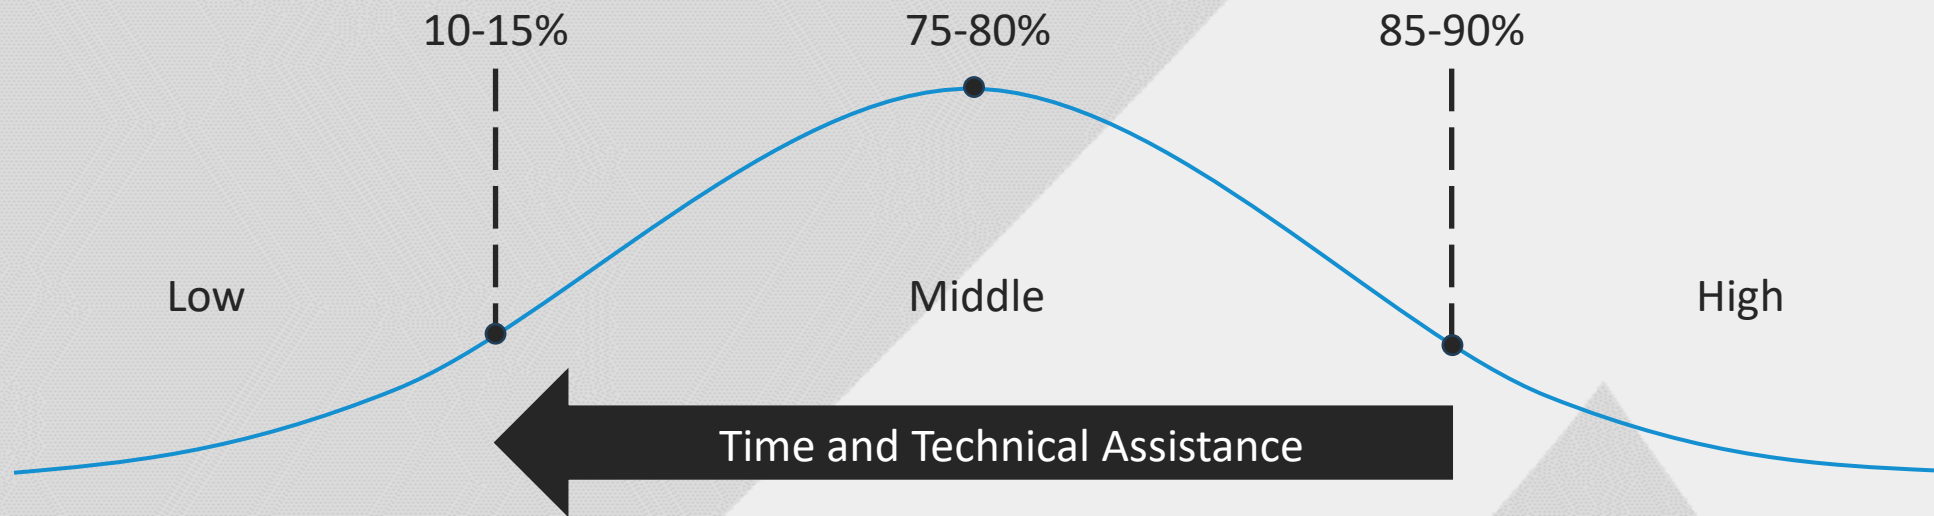 10-15%
75-80%
85-90%
Low
Middle
High
Time and Technical Assistance